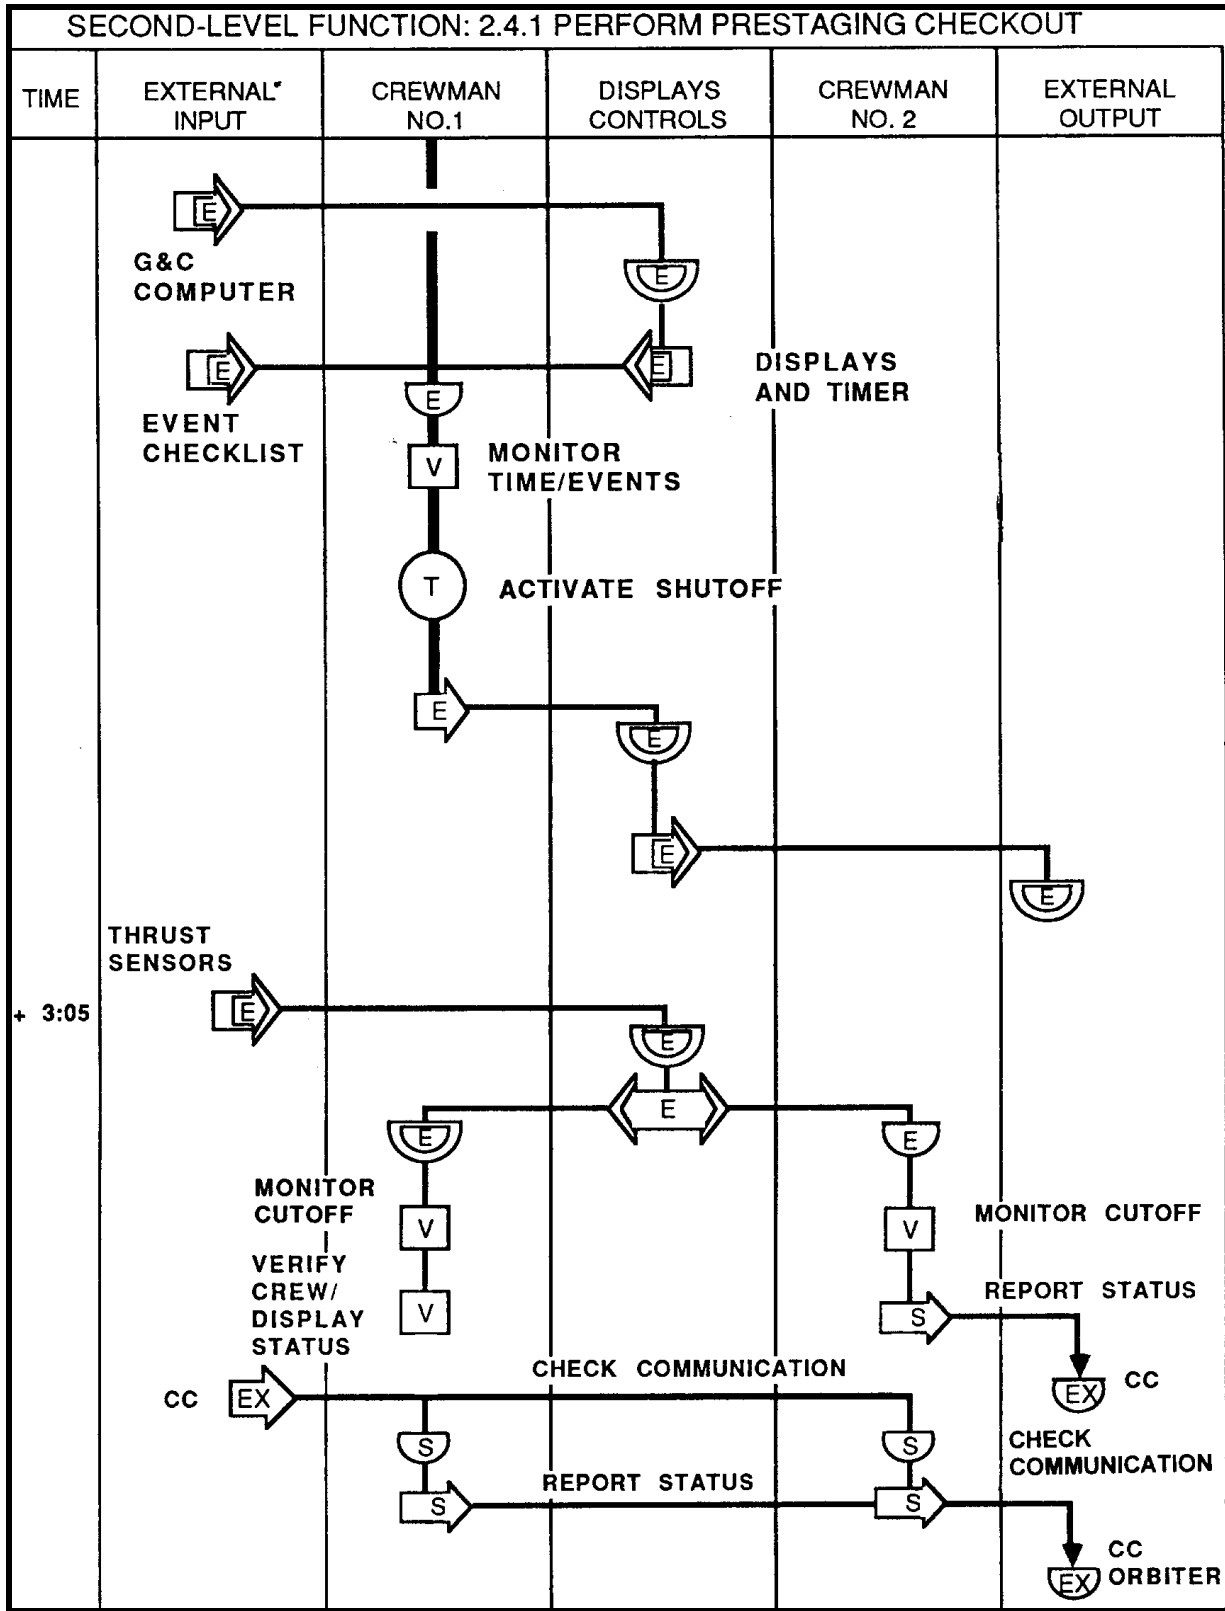 SECOND-LEVEL FUNCTION: 2.4.1 PERFORM PRESTAGING CHECKOUT
TIME
EXTERNAL
INPUT
CREWMAN
NO.1
DISPLAYS
CONTROLS
CREWMAN
NO. 2
EXTERNAL
OUTPUT
E
G&C
COMPUTER
E
E
EVENT
CHECKLIST
E
DISPLAYS
AND TIMER
E
V
MONITOR
TIME/EVENTS
T
ACTIVATE SHUTOFF
E
E
E
E
THRUST
SENSORS
+ 3:05
E
E
E
E
E
MONITOR
CUTOFF
V
V
MONITOR CUTOFF
VERIFY
CREW/
DISPLAY
STATUS
V
S
REPORT STATUS
CC
EX
CHECK COMMUNICATION
EX
CC
S
S
CHECK
COMMUNICATION
S
REPORT STATUS
S
EX
CC
ORBITER